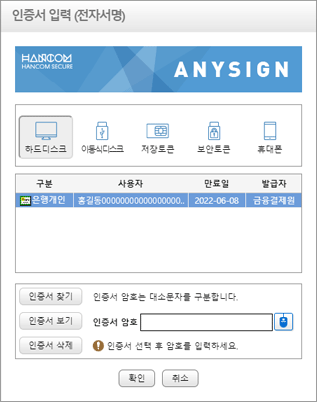 인증서 입력 (전자서명)
HANCOM
HANCOM SECURE
ANYSIGN
하드디스크 이동식디스크 저장토큰 보안토큰 휴대폰
구분 사용자 만료일 발급자
은행개인 홍길동0000000000000000... 2022-06-08 금융결제원
인증서 찾기 인증서 암호는 대소문자를 구분합니다.
인증서 보기 인증서 암호
인증서 삭제 인증서 선택 후 암호를 입력하세요.
확인 취소